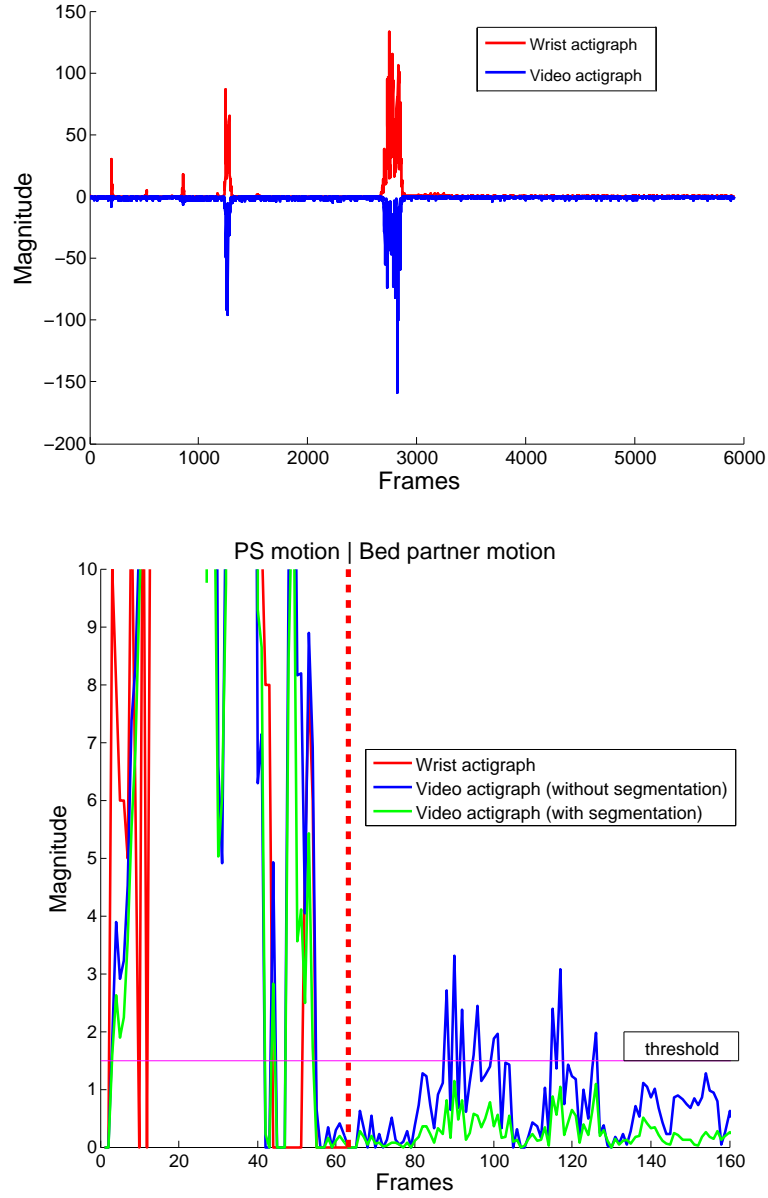 150
100
50
0
−50
−100
−150
−200
Magnitude
Wrist actigraph
Video actigraph
0 1000 2000 3000 4000 5000 6000
Frames
PS motion | Bed partner motion
10
9
8
7
6
5
4
3
2
1
0
Magnitude
Wrist actigraph
Video actigraph (without segmentation)
Video actigraph (with segmentation)
threshold
0 20 40 60 80 100 120 140 160
Frames